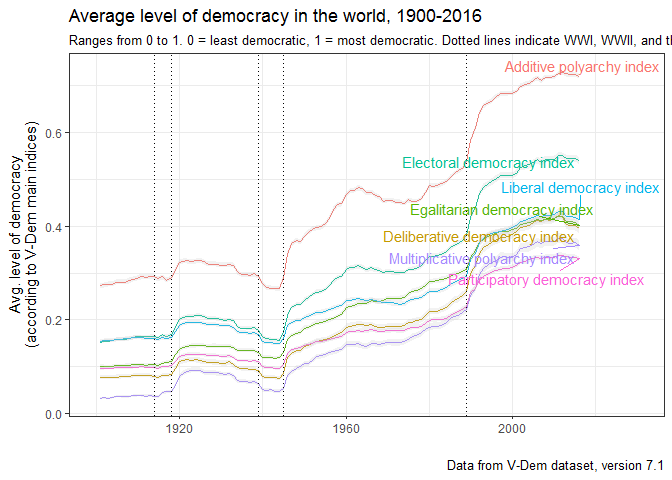 Average level of democracy in the world, 1900-2016
Ranges from 0 to 1. 0 = least democratic, 1 = most democratic. Dotted lines indicate WWI, WWII, and th
Additive polyarchy index
Electoral democracy index
Liberal democracy index
Egalitarian democracy index
Deliberative democracy index
Multiplicative polyarchy index
Participatory democracy index
Avg. level of democracy
(according to V-Dem main indices)
0.6
0.4
0.2
0.0
1920
1960
2000
Data from V-Dem dataset, version 7.1